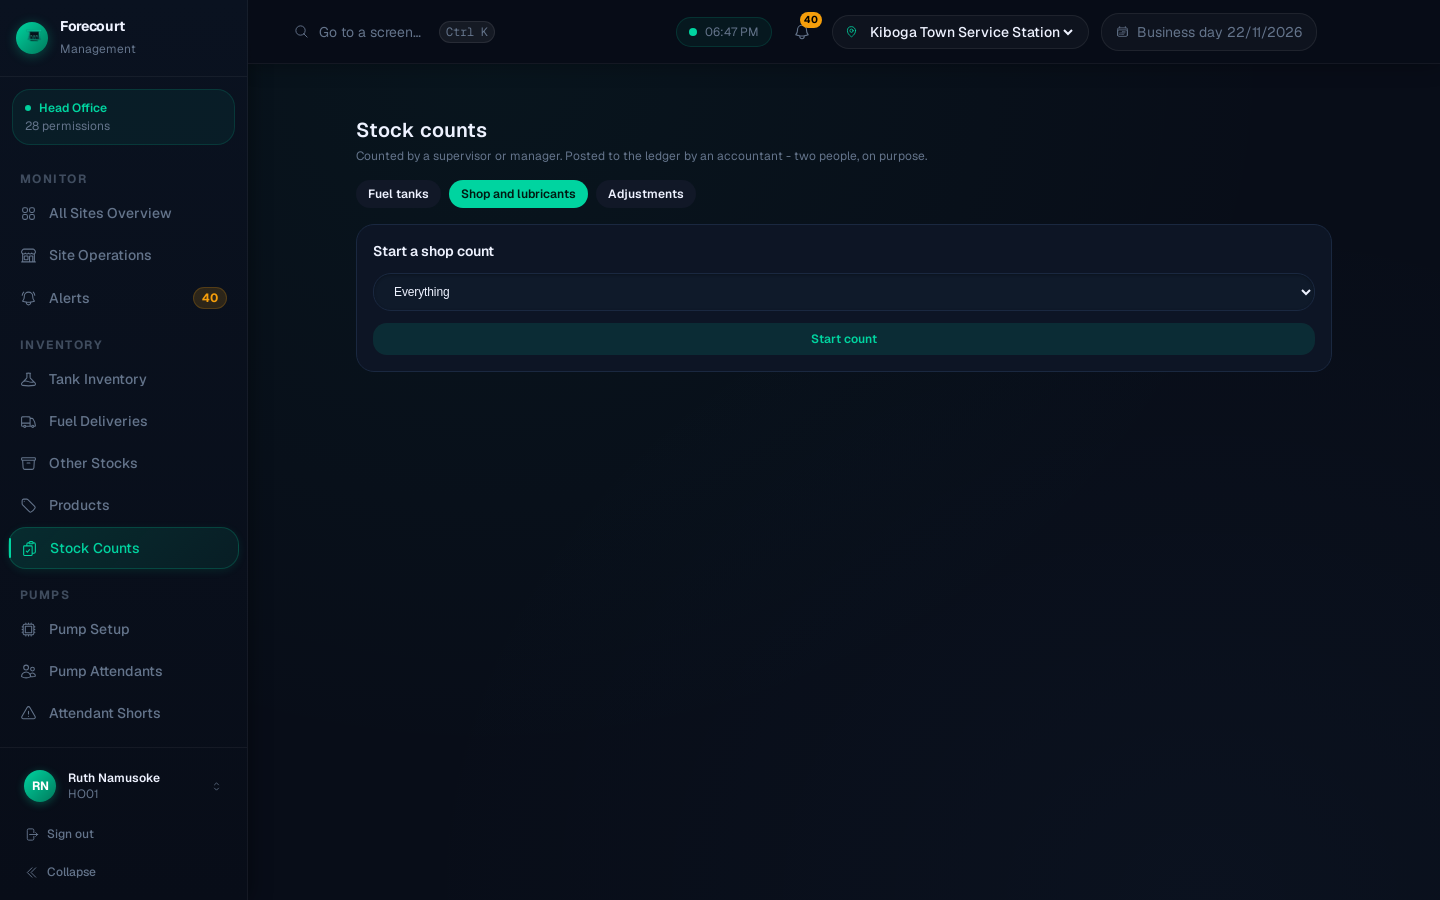 Forecourt
Management
Head Office
28 permissions
MONITOR
All Sites Overview
Site Operations
Alerts
40
INVENTORY
Tank Inventory
Fuel Deliveries
Other Stocks
Products
Stock Counts
PUMPS
Pump Setup
Pump Attendants
Attendant Shorts
RN
Ruth Namusoke
HO01
Sign out
Collapse
Go to a screen...
Ctrl K
06:47 PM
40
Kiboga Town Service Station
Business day 22/11/2026
Stock counts
Counted by a supervisor or manager. Posted to the ledger by an accountant - two people, on purpose.
Fuel tanks
Shop and lubricants
Adjustments
Start a shop count
Everything
Start count